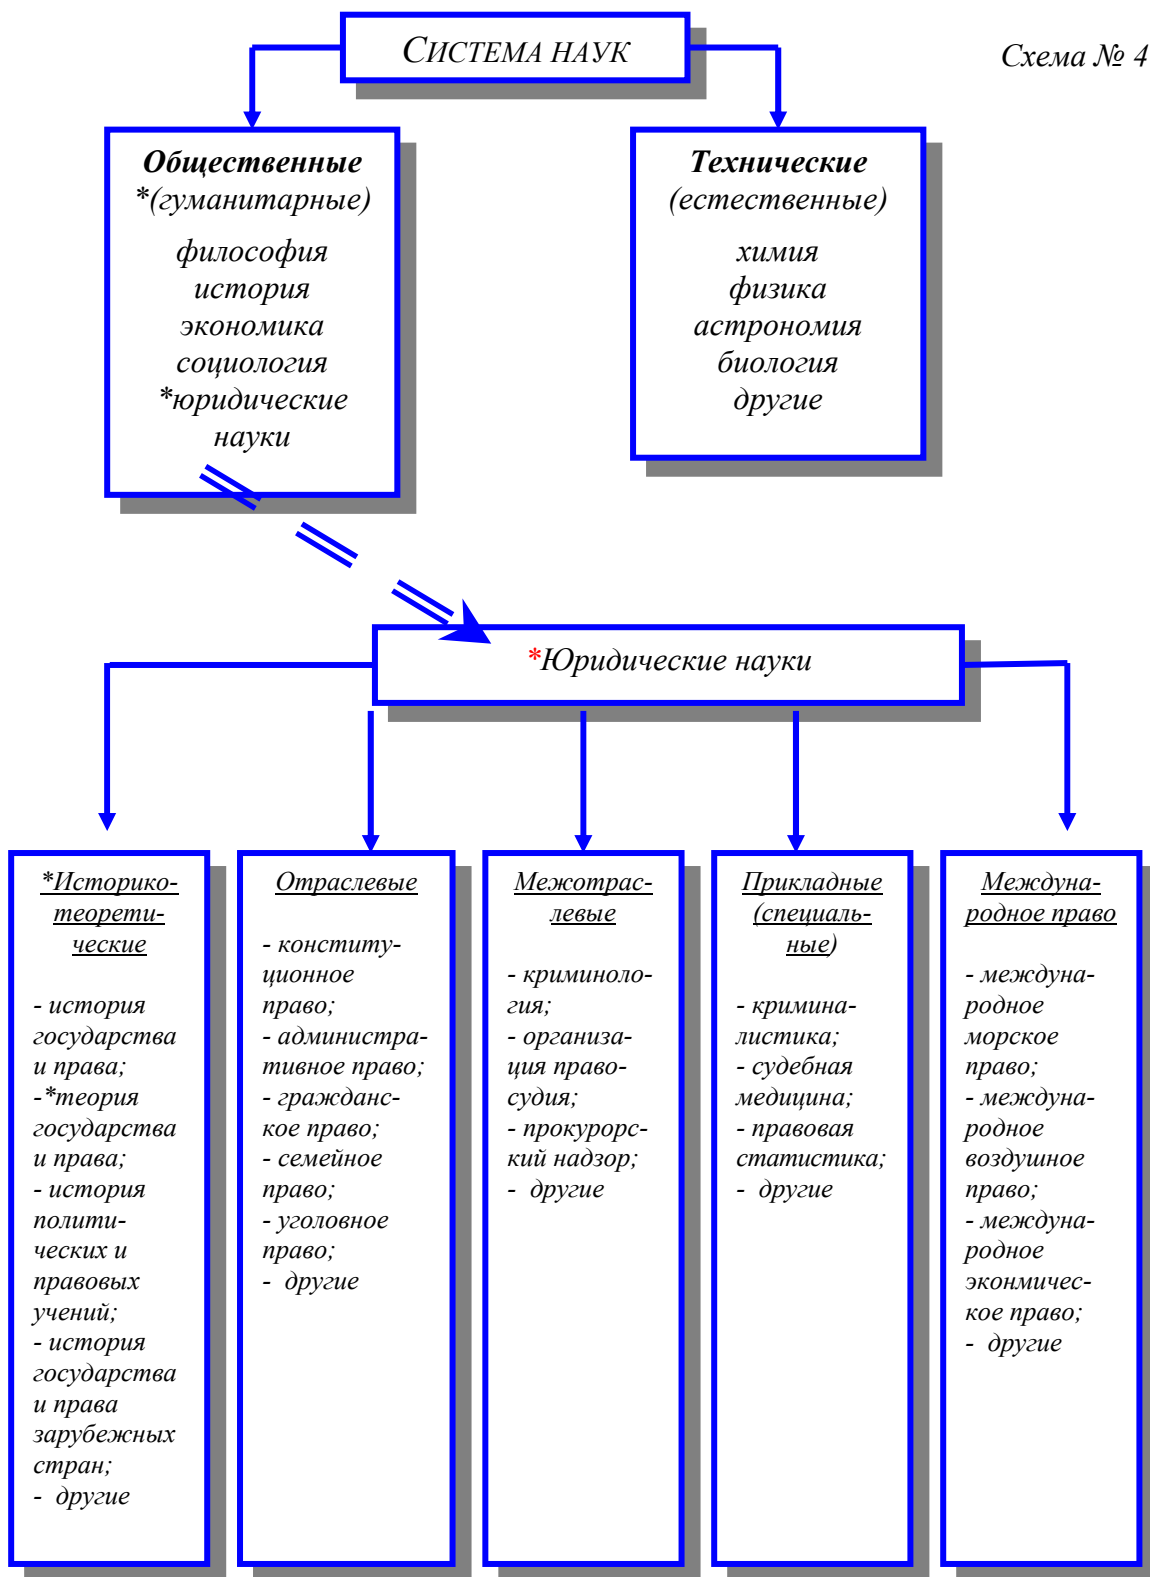 СИСТЕМА НАУК
Схема № 4
Общественные
*(гуманитарные)
философия
история
экономика
социология
*юридические
науки
Технические
(естественные)
химия
физика
астрономия
биология
другие
*Юридические науки
*Историко-
теорети-
ческие
- история
государства
и права;
-*теория
государства
и права;
- история
полити-
ческих и
правовых
учений;
- история
государства
и права
зарубежных
стран;
- другие
Отраслевые
- консти­ту-
ционное
право;
- администра-
тивное право;
- гражданс-
кое право;
- семейное
право;
- уголовное
право;
- другие
Межотрас-
левые
- криминоло-
гия;
- организа-
ция право-
судия;
- прокурорс-
кий надзор;
- другие
Прикладные
(специаль-
ные)
- кримина-
листика;
- судебная
медицина;
- правовая
статистика;
- другие
Междуна-
родное право
- междуна-
родное
морское
право;
- междуна-
родное
воздушное
право;
- междуна-
родное
эконмичес-
кое право;
- другие